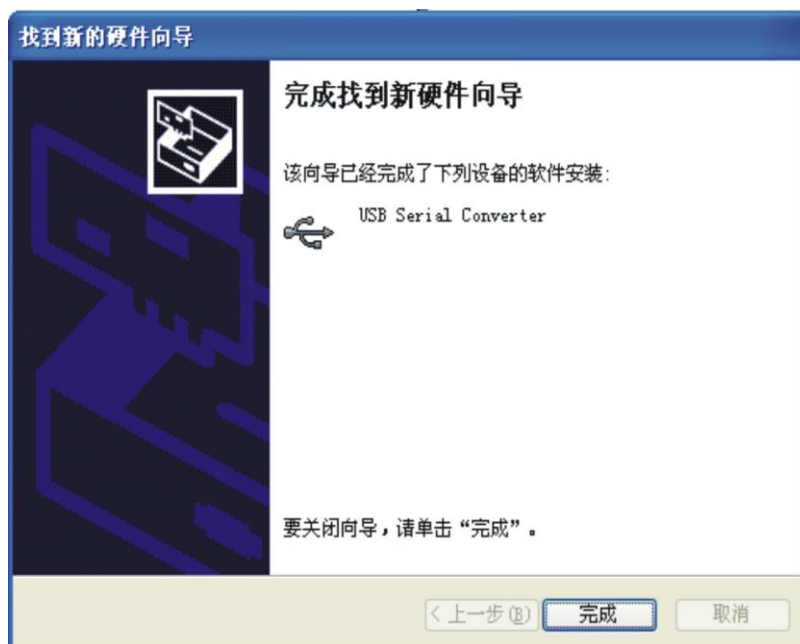 找到新的硬件向导
完成找到新硬件向导
该向导已经完成了下列设备的软件安装:
USB Serial Converter
要关闭向导，请单击“完成”。
< 上一步(B)
完成
取消